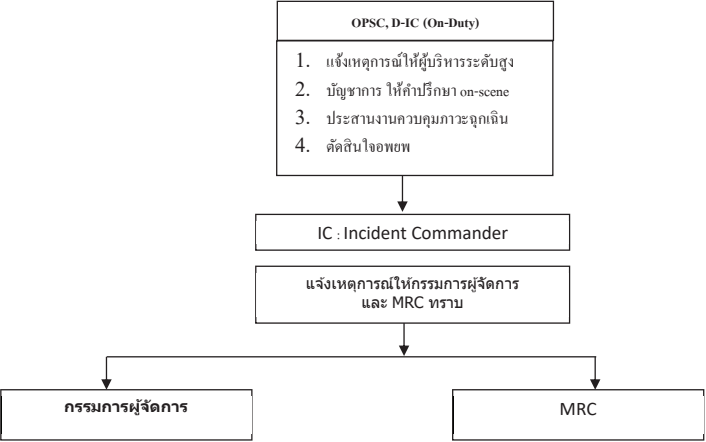 OPSC, D-IC (On-Duty)
1. แจ้งเหตุการณ์ให้ผู้บริหารระดับสูง
2. บัญชาการ ให้คำปรึกษา on-scene
3. ประสานงานควบคุมภาวะฉุกเฉิน
4. ตัดสินใจอพยพ
IC : Incident Commander
แจ้งเหตุการณ์ให้กรรมการผู้จัดการ
และ MRC ทราบ
กรรมการผู้จัดการ
MRC